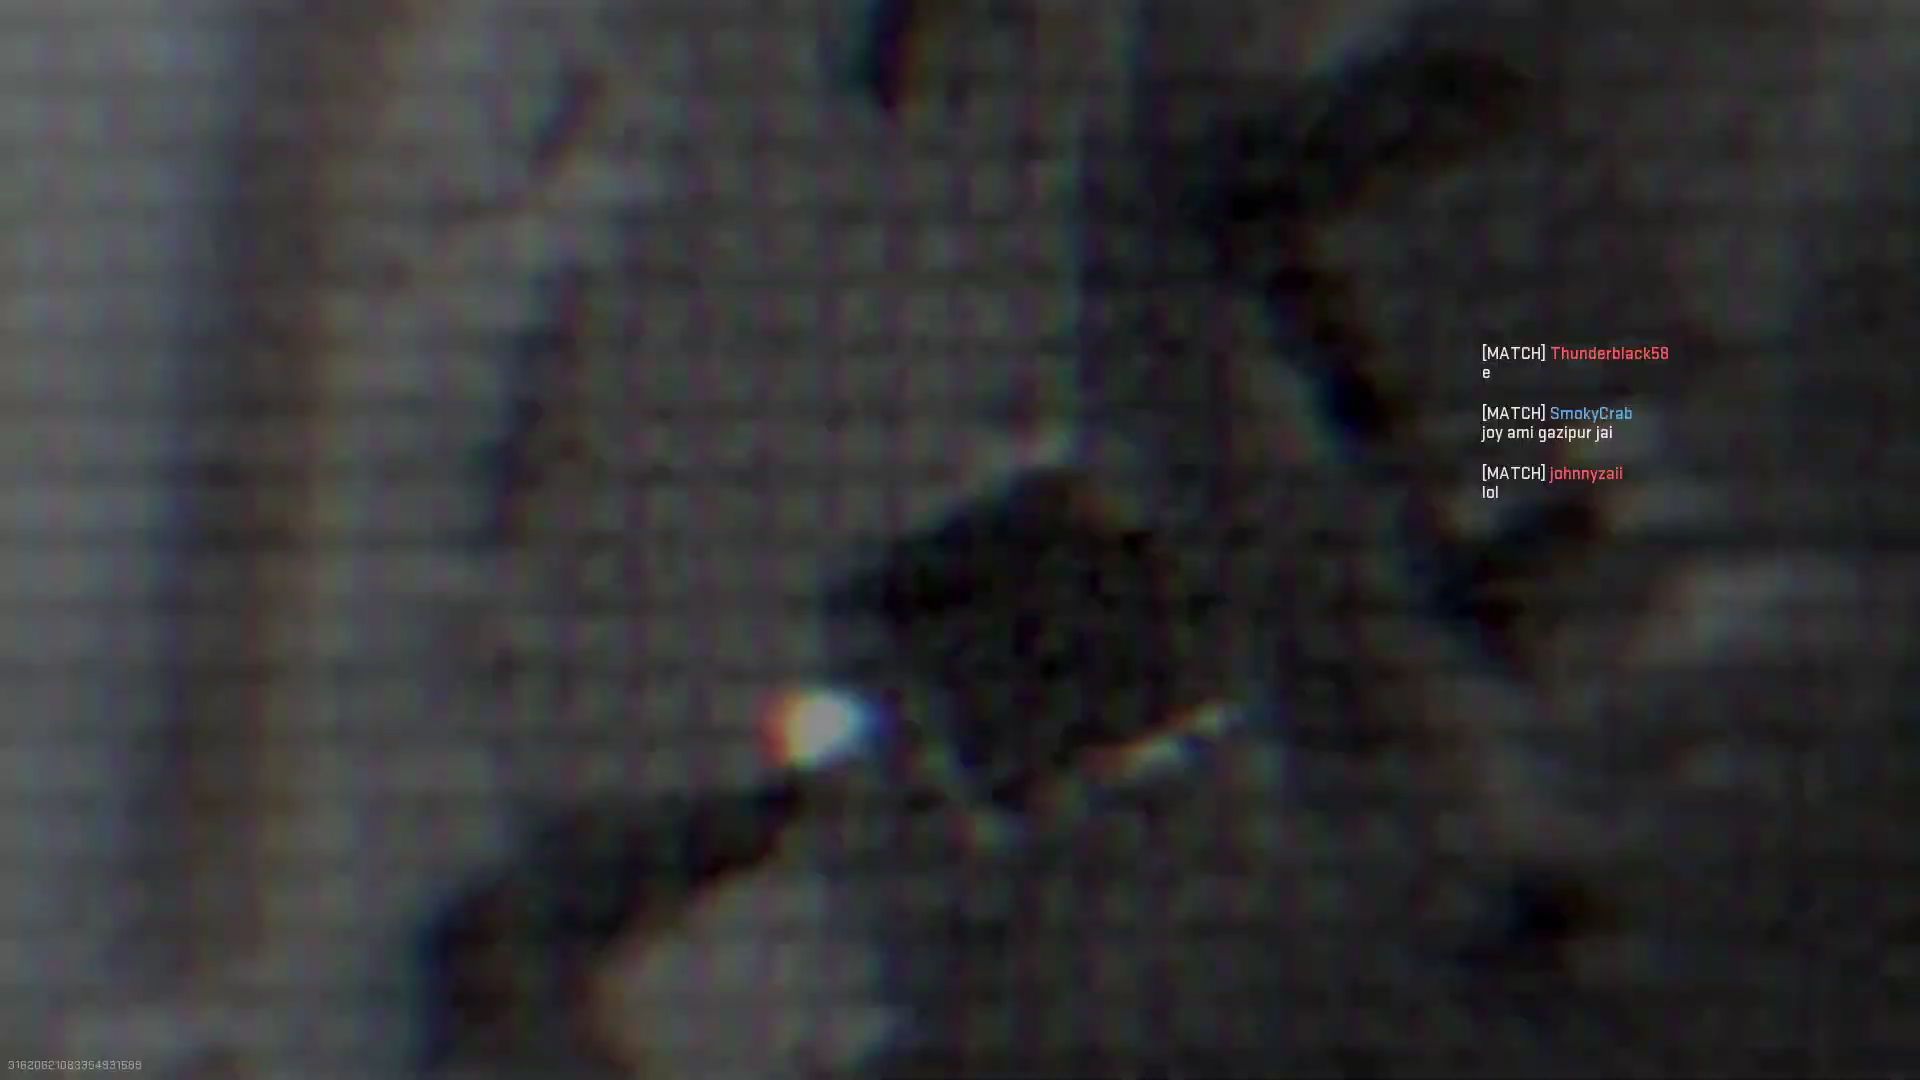 [MATCH] Thunderblack58
e
[MATCH] SmokyCrab
joy ami gazipur jai
[MATCH] johnnyzaii
lol